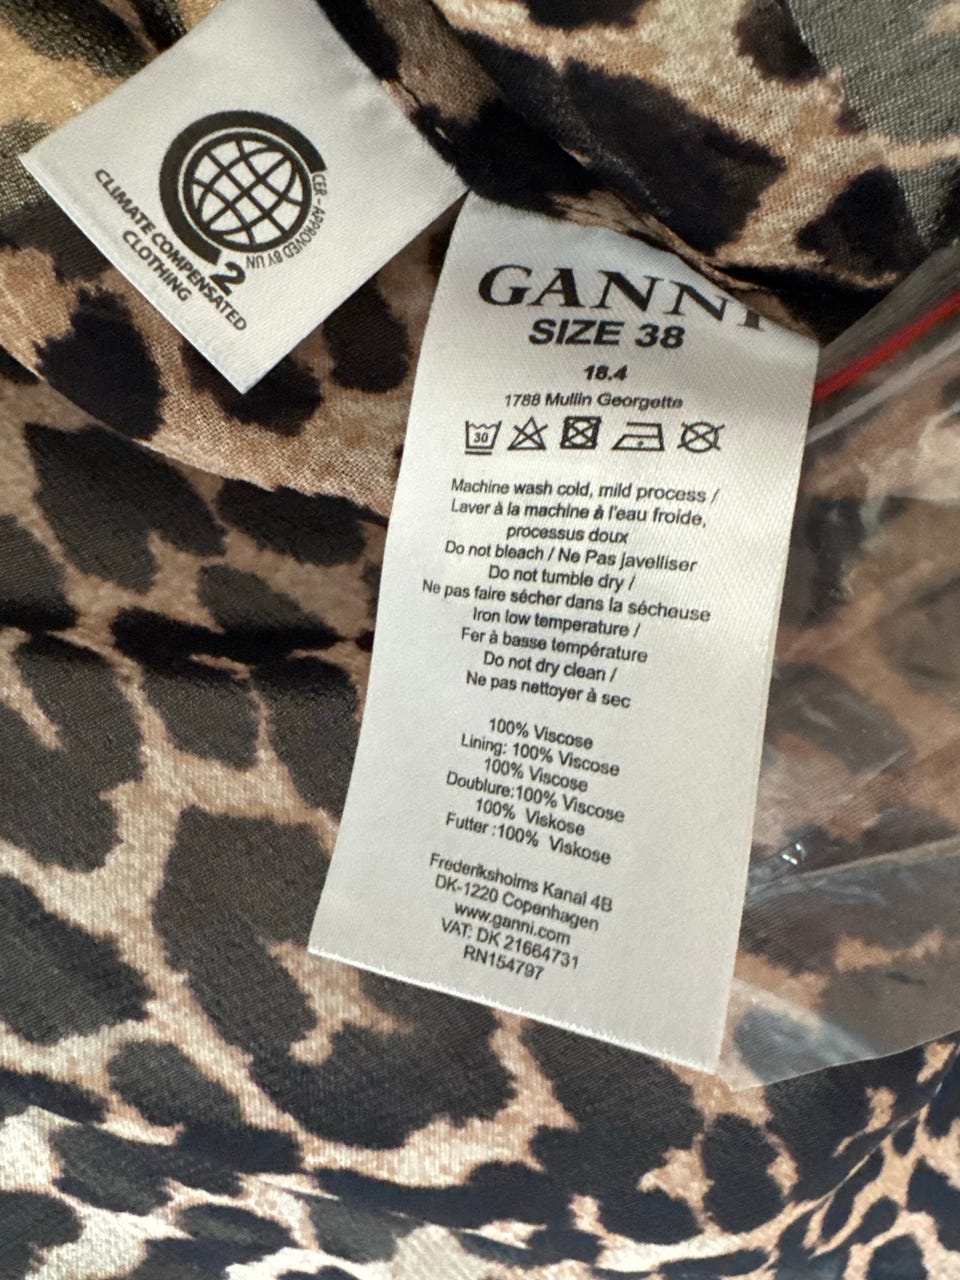 CLIMATE COMPENSATED
CLOTHING
2
CER - APPROVED BY UN
GANNI
SIZE 38
18.4
1788 Mullin Georgette
30
Machine wash cold, mild process /
Laver à la machine à l'eau froide,
processus doux
Do not bleach / Ne Pas javelliser
Do not tumble dry /
Ne pas faire sécher dans la sécheuse
Iron low temperature /
Fer à basse température
Do not dry clean /
Ne pas nettoyer à sec
100% Viscose
Lining: 100% Viscose
100% Viscose
Doublure:100% Viscose
100% Viskose
Futter :100% Viskose
Frederiksholms Kanal 4B
DK-1220 Copenhagen
www.ganni.com
VAT: DK 21664731
RN154797